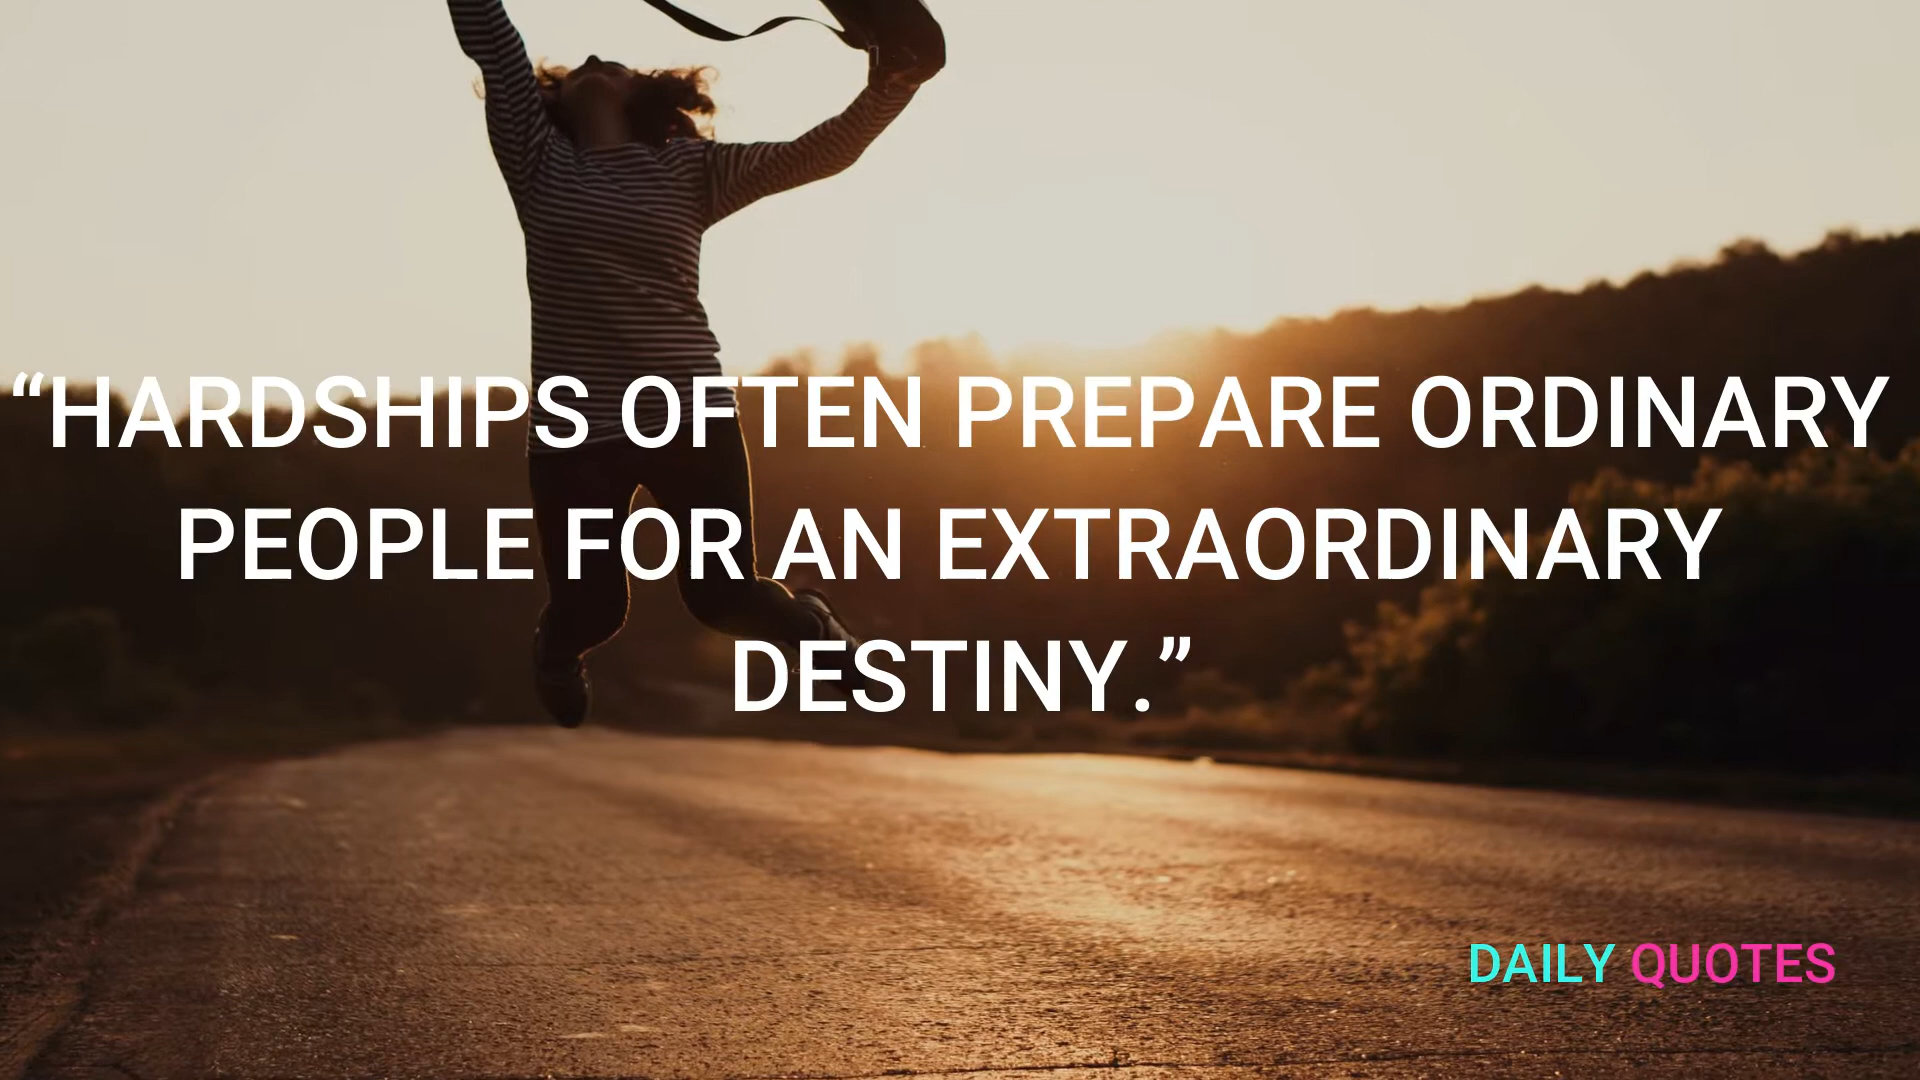 “HARDSHIPS OFTEN PREPARE ORDINARY
PEOPLE FOR AN EXTRAORDINARY
DESTINY.”
DAILY QUOTES